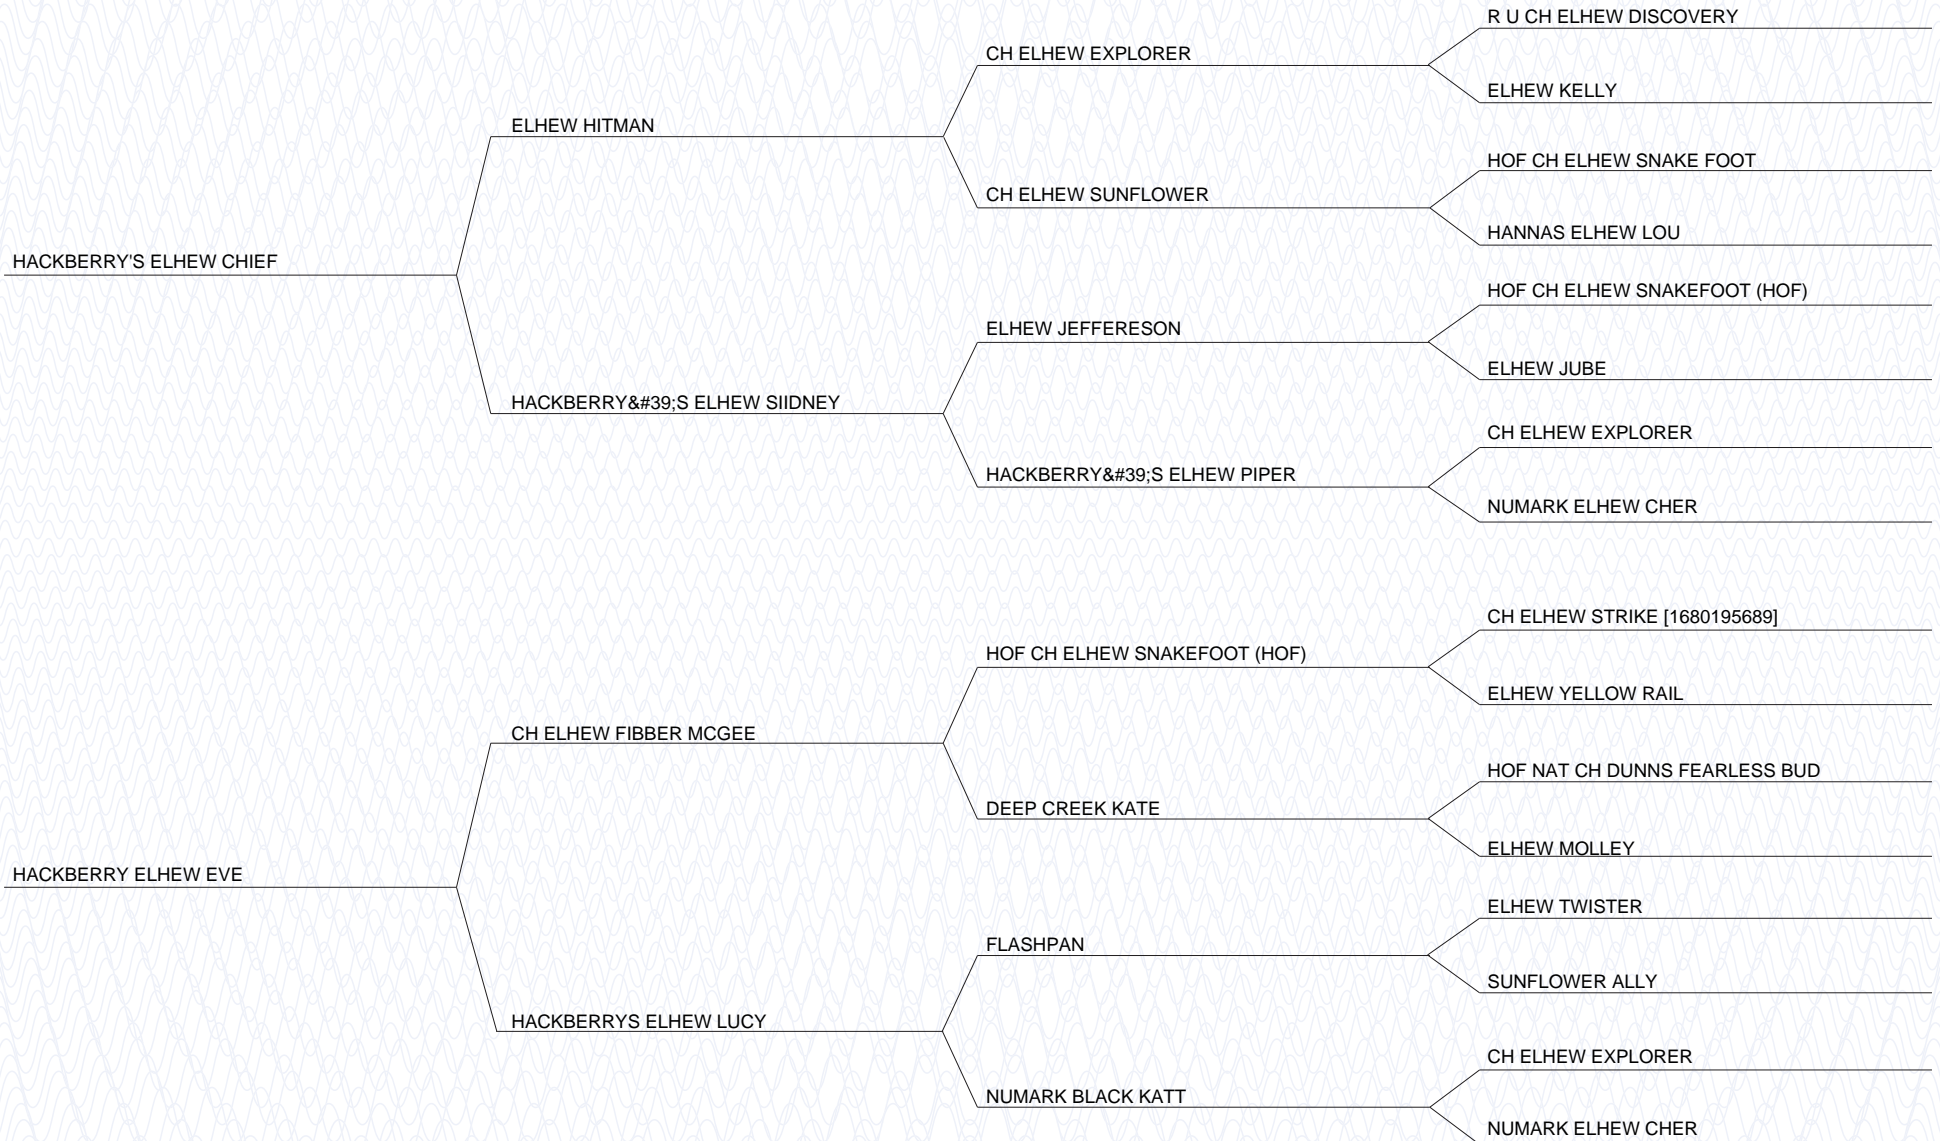 R U CH ELHEW DISCOVERY
CH ELHEW EXPLORER
ELHEW KELLY
ELHEW HITMAN
HOF CH ELHEW SNAKE FOOT
CH ELHEW SUNFLOWER
HANNAS ELHEW LOU
HACKBERRY'S ELHEW CHIEF
HOF CH ELHEW SNAKEFOOT (HOF)
ELHEW JEFFERESON
ELHEW JUBE
HACKBERRY&#39;S ELHEW SIIDNEY
CH ELHEW EXPLORER
HACKBERRY&#39;S ELHEW PIPER
NUMARK ELHEW CHER
CH ELHEW STRIKE [1680195689]
HOF CH ELHEW SNAKEFOOT (HOF)
ELHEW YELLOW RAIL
CH ELHEW FIBBER MCGEE
HOF NAT CH DUNNS FEARLESS BUD
DEEP CREEK KATE
ELHEW MOLLEY
HACKBERRY ELHEW EVE
ELHEW TWISTER
FLASHPAN
SUNFLOWER ALLY
HACKBERRYS ELHEW LUCY
CH ELHEW EXPLORER
NUMARK BLACK KATT
NUMARK ELHEW CHER